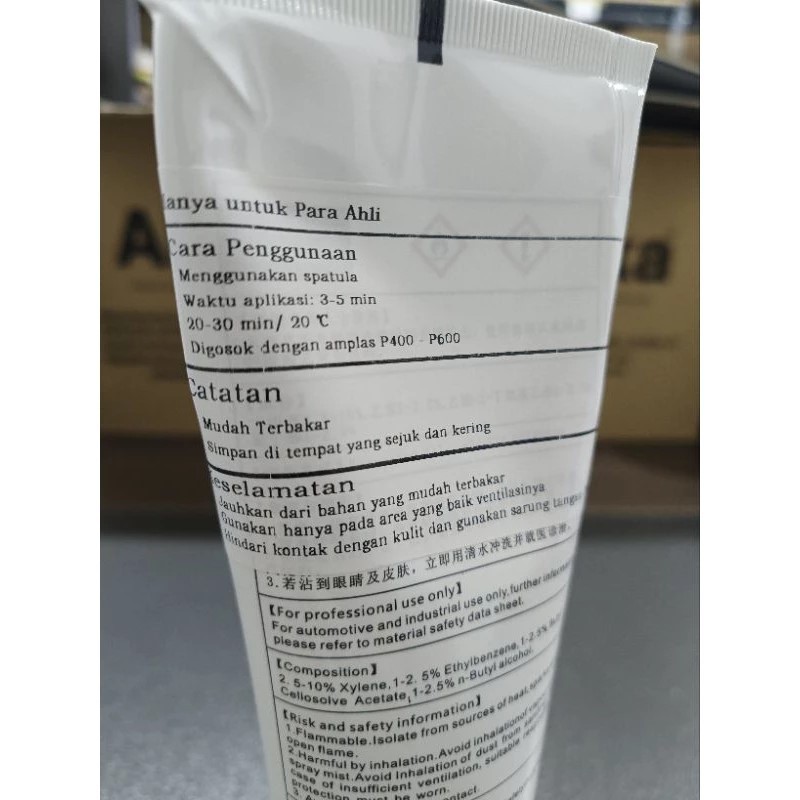 anya untuk Para Ahli
Cara Penggunaan
Menggunakan spatula
Waktu aplikasi: 3-5 min
20-30 min/ 20 ℃
Digosok dengan amplas P400 - P600
Catatan
Mudah Terbakar
Simpan di tempat yang sejuk dan kering
eselamatan
Jauhkan dari bahan yang mudah terbakar
Gunakan hanya pada area yang baik ventilasinya
Hindari kontak dengan kulit dan gunakan sarung tangan
3.若沾到眼睛及皮肤，立即用清水冲洗并就医诊治。
【For professional use only】
For automotive and industrial use only,further
please refer to material safety data sheet.
【Composition】
2. 5-10% Xylene,1-2. 5% Ethylbenzene,1-2.5%
Cellosolve Acetate,1-2.5% n-Butyl alcohol.
【Risk and safety information】
1.Flammable.Isolate from sources of heat,
open flame.
2.Harmful by inhalation.Avoid inhalation of
spray mist.Avoid Inhalation of dust from
case of insufficient ventilation, suitable
protection must be worn.